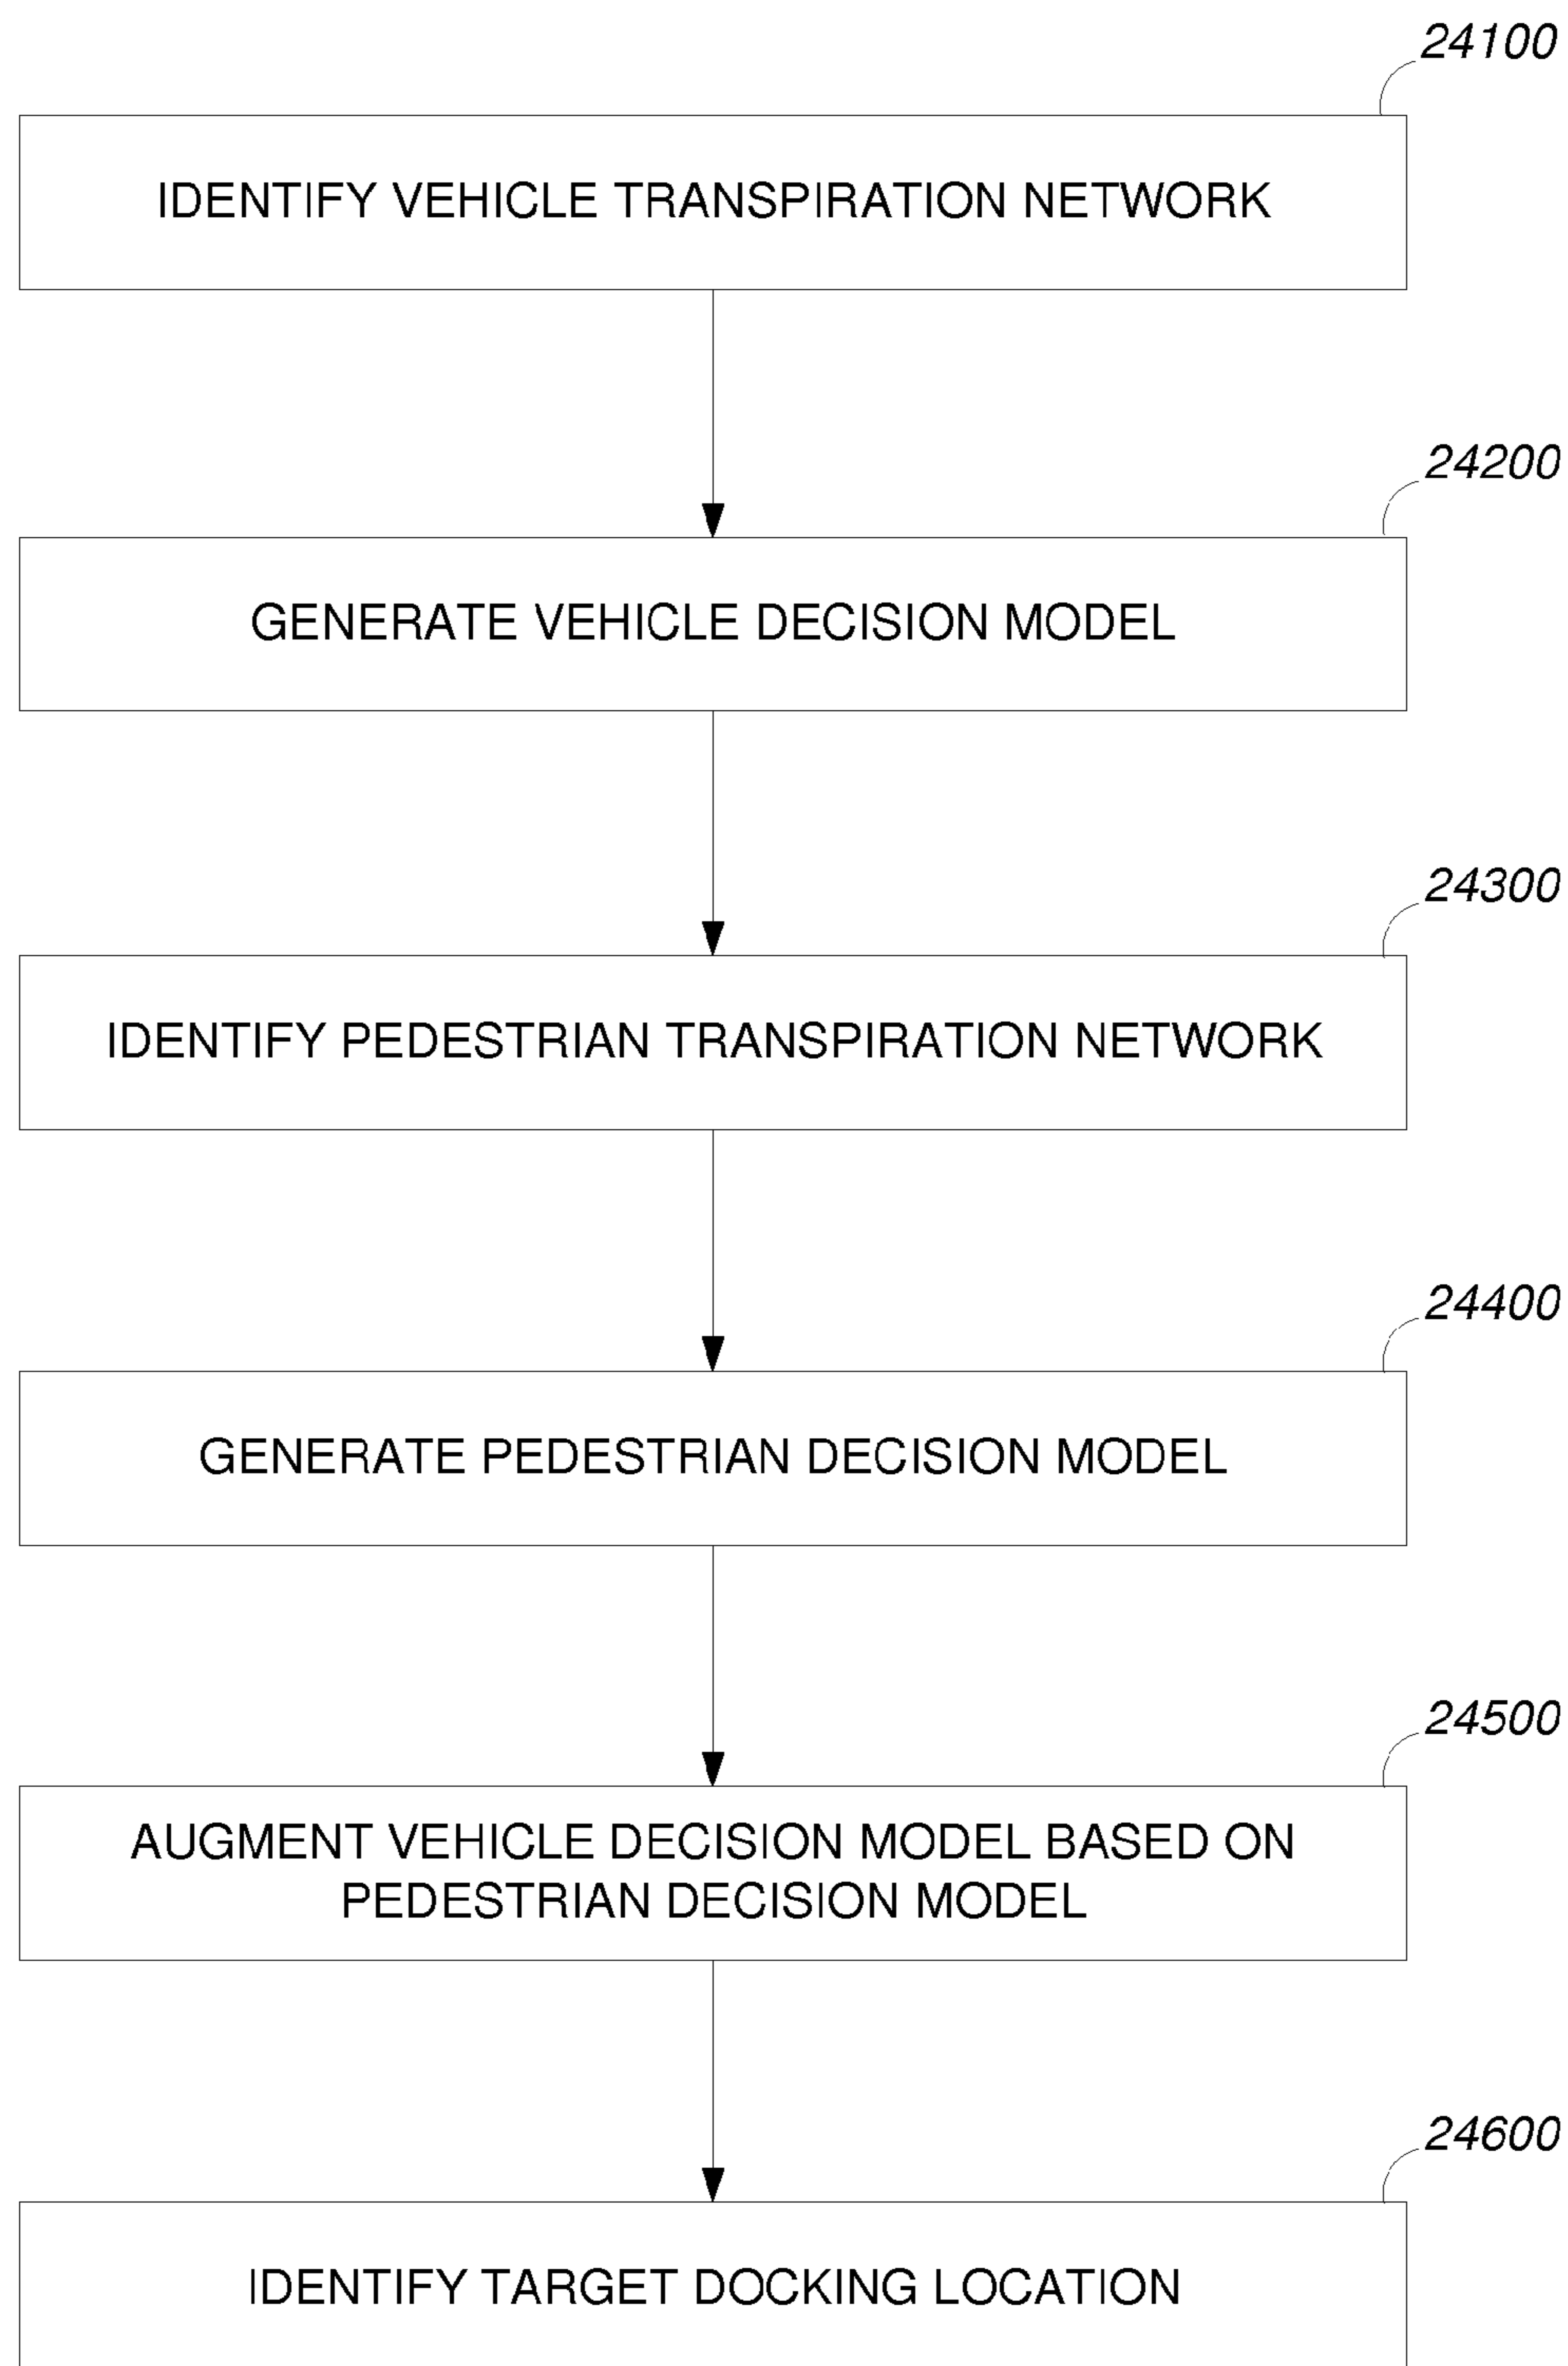 24100
IDENTIFY VEHICLE TRANSPIRATION NETWORK
24200
GENERATE VEHICLE DECISION MODEL
24300
IDENTIFY PEDESTRIAN TRANSPIRATION NETWORK
24400
GENERATE PEDESTRIAN DECISION MODEL
24500
AUGMENT VEHICLE DECISION MODEL BASED ON
PEDESTRIAN DECISION MODEL
24600
IDENTIFY TARGET DOCKING LOCATION